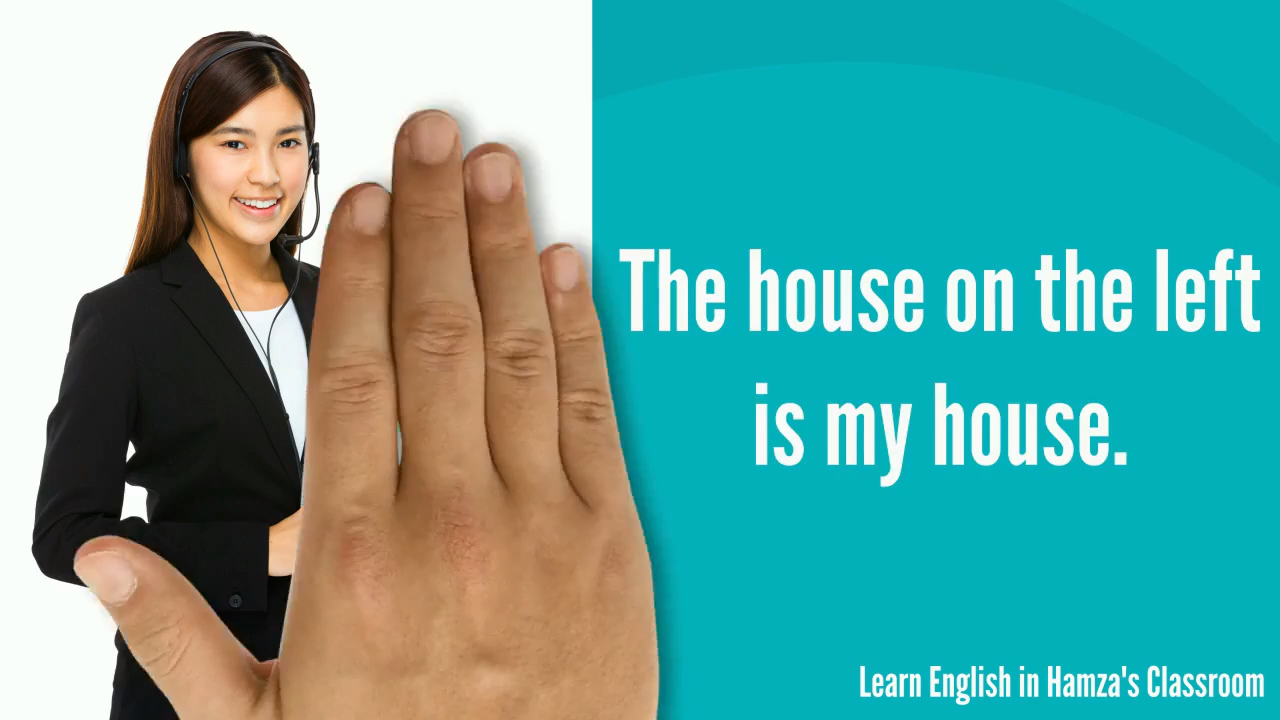 The house on the left
is my house.
Learn English in Hamza's Classroom